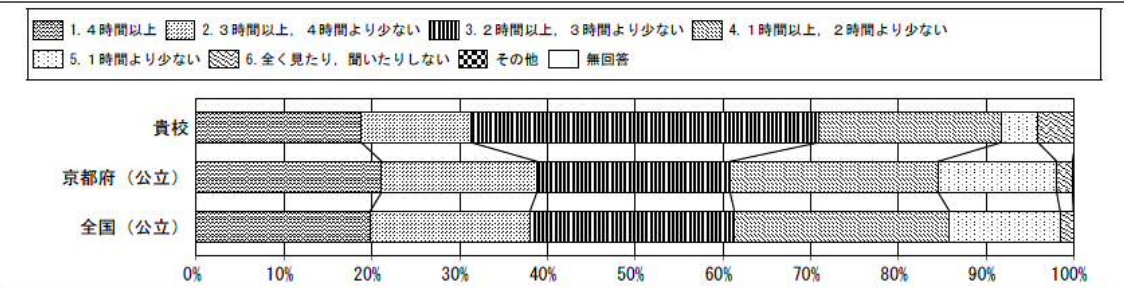 1.４時間以上 2.３時間以上，４時間より少ない 3.２時間以上，３時間より少ない 4.１時間以上，２時間より少ない
5.１時間より少ない 6.全く見たり，聞いたりしない その他 無回答
貴校
京都府（公立）
全国（公立）
0% 10% 20% 30% 40% 50% 60% 70% 80% 90% 100%